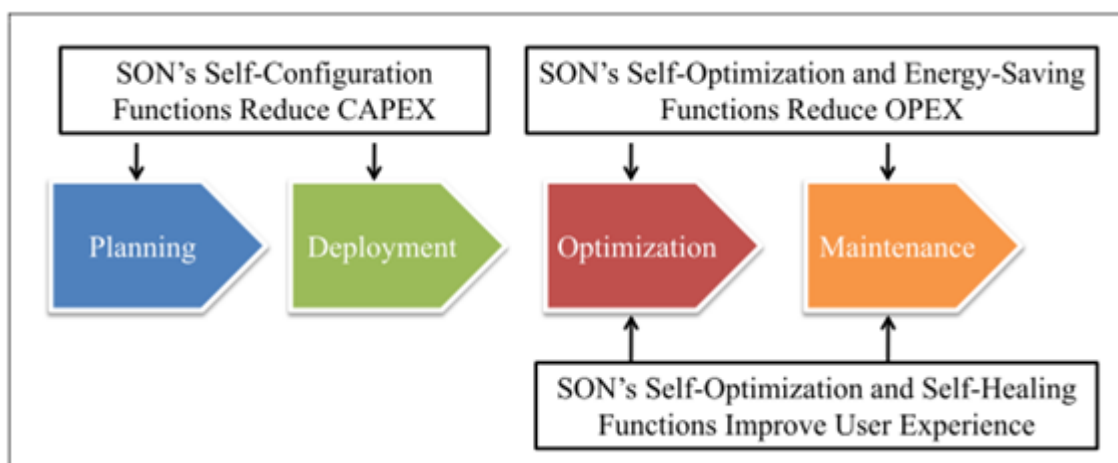 SON's Self-Configuration
Functions Reduce CAPEX
SON's Self-Optimization and Energy-Saving
Functions Reduce OPEX
Planning
Deployment
Optimization
Maintenance
SON's Self-Optimization and Self-Healing
Functions Improve User Experience